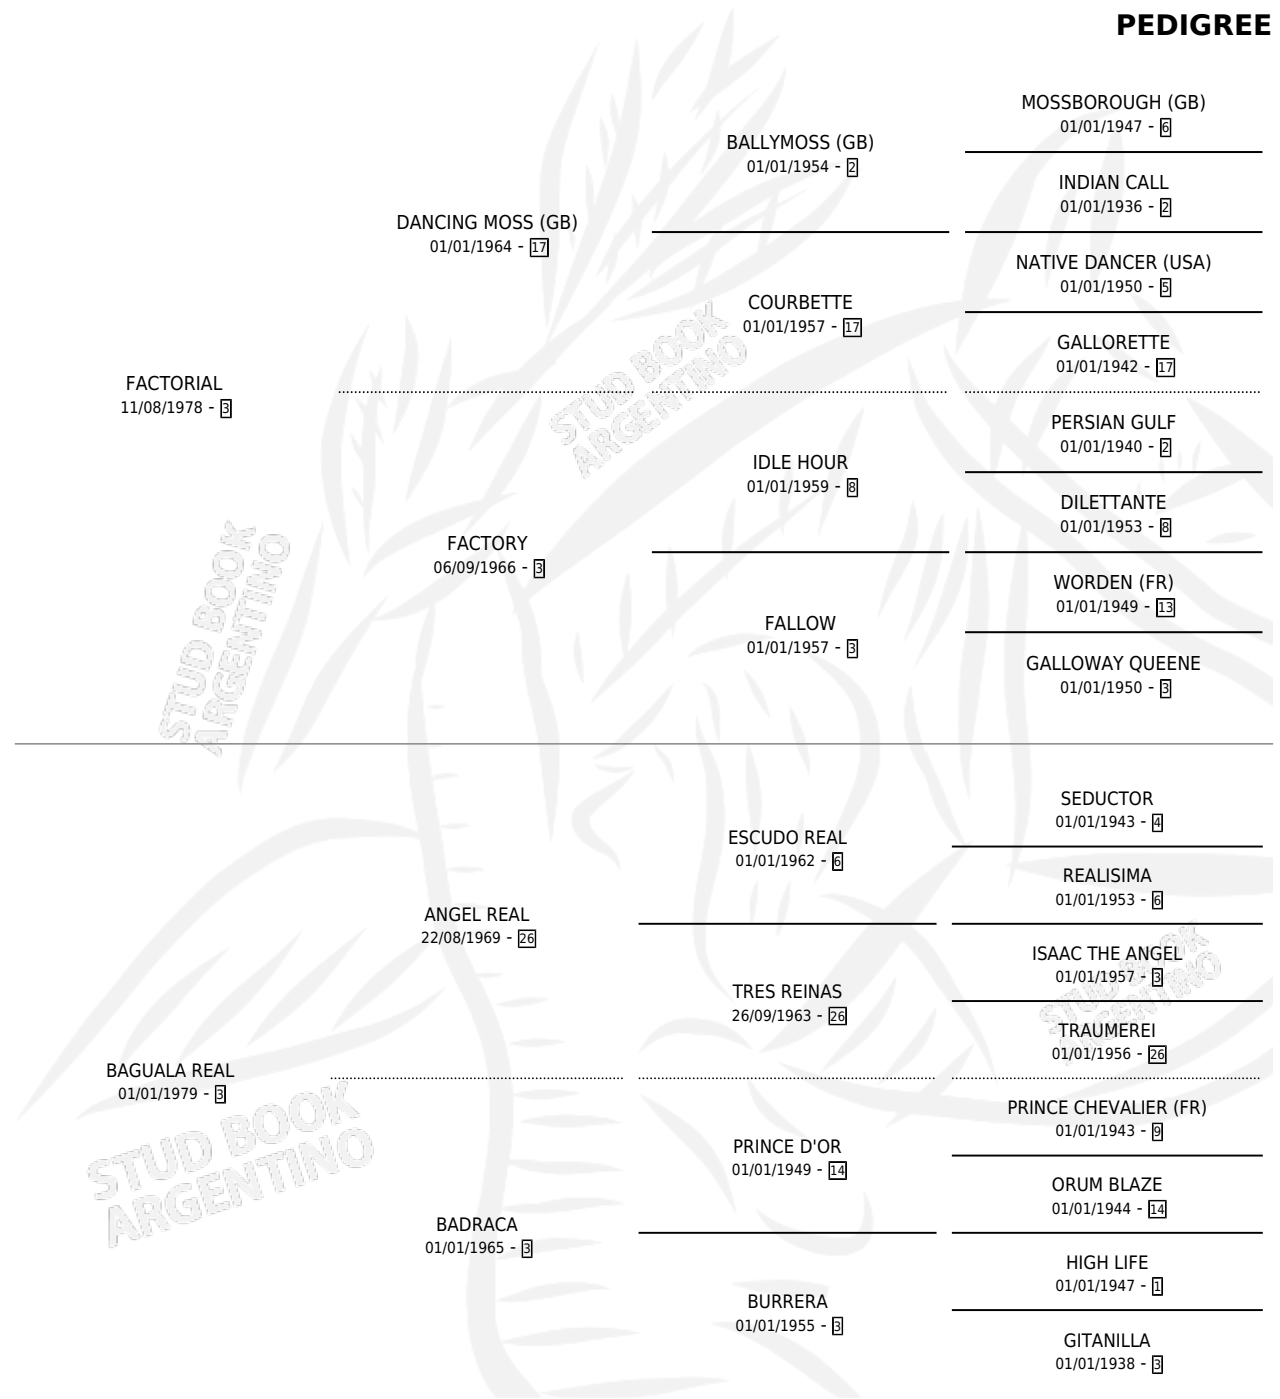 PEDIGREE
MOSSBOROUGH (GB)
01/01/1947 - 6
BALLYMOSS (GB)
01/01/1954 - 2
INDIAN CALL
01/01/1936 - 2
DANCING MOSS (GB)
01/01/1964 - 17
NATIVE DANCER (USA)
01/01/1950 - 5
COURBETTE
01/01/1957 - 17
GALLORETTE
01/01/1942 - 17
FACTORIAL
11/08/1978 - 3
PERSIAN GULF
01/01/1940 - 2
IDLE HOUR
01/01/1959 - 8
DILETTANTE
01/01/1953 - 8
FACTORY
06/09/1966 - 3
WORDEN (FR)
01/01/1949 - 13
FALLOW
01/01/1957 - 3
GALLOWAY QUEENE
01/01/1950 - 3
SEDUCTOR
01/01/1943 - 4
ESCUDO REAL
01/01/1962 - 6
REALISIMA
01/01/1953 - 6
ANGEL REAL
22/08/1969 - 26
ISAAC THE ANGEL
01/01/1957 - 3
TRES REINAS
26/09/1963 - 26
TRAUMEREI
01/01/1956 - 26
BAGUALA REAL
01/01/1979 - 3
PRINCE CHEVALIER (FR)
01/01/1943 - 9
PRINCE D'OR
01/01/1949 - 14
ORUM BLAZE
01/01/1944 - 14
BADRACA
01/01/1965 - 3
HIGH LIFE
01/01/1947 - 1
BURRERA
01/01/1955 - 3
GITANILLA
01/01/1938 - 3
STUD BOOK
ARGENTINO
STUD BOOK
ARGENTINO
STUD BOOK
ARGENTINO
STUD BOOK
ARGENTINO